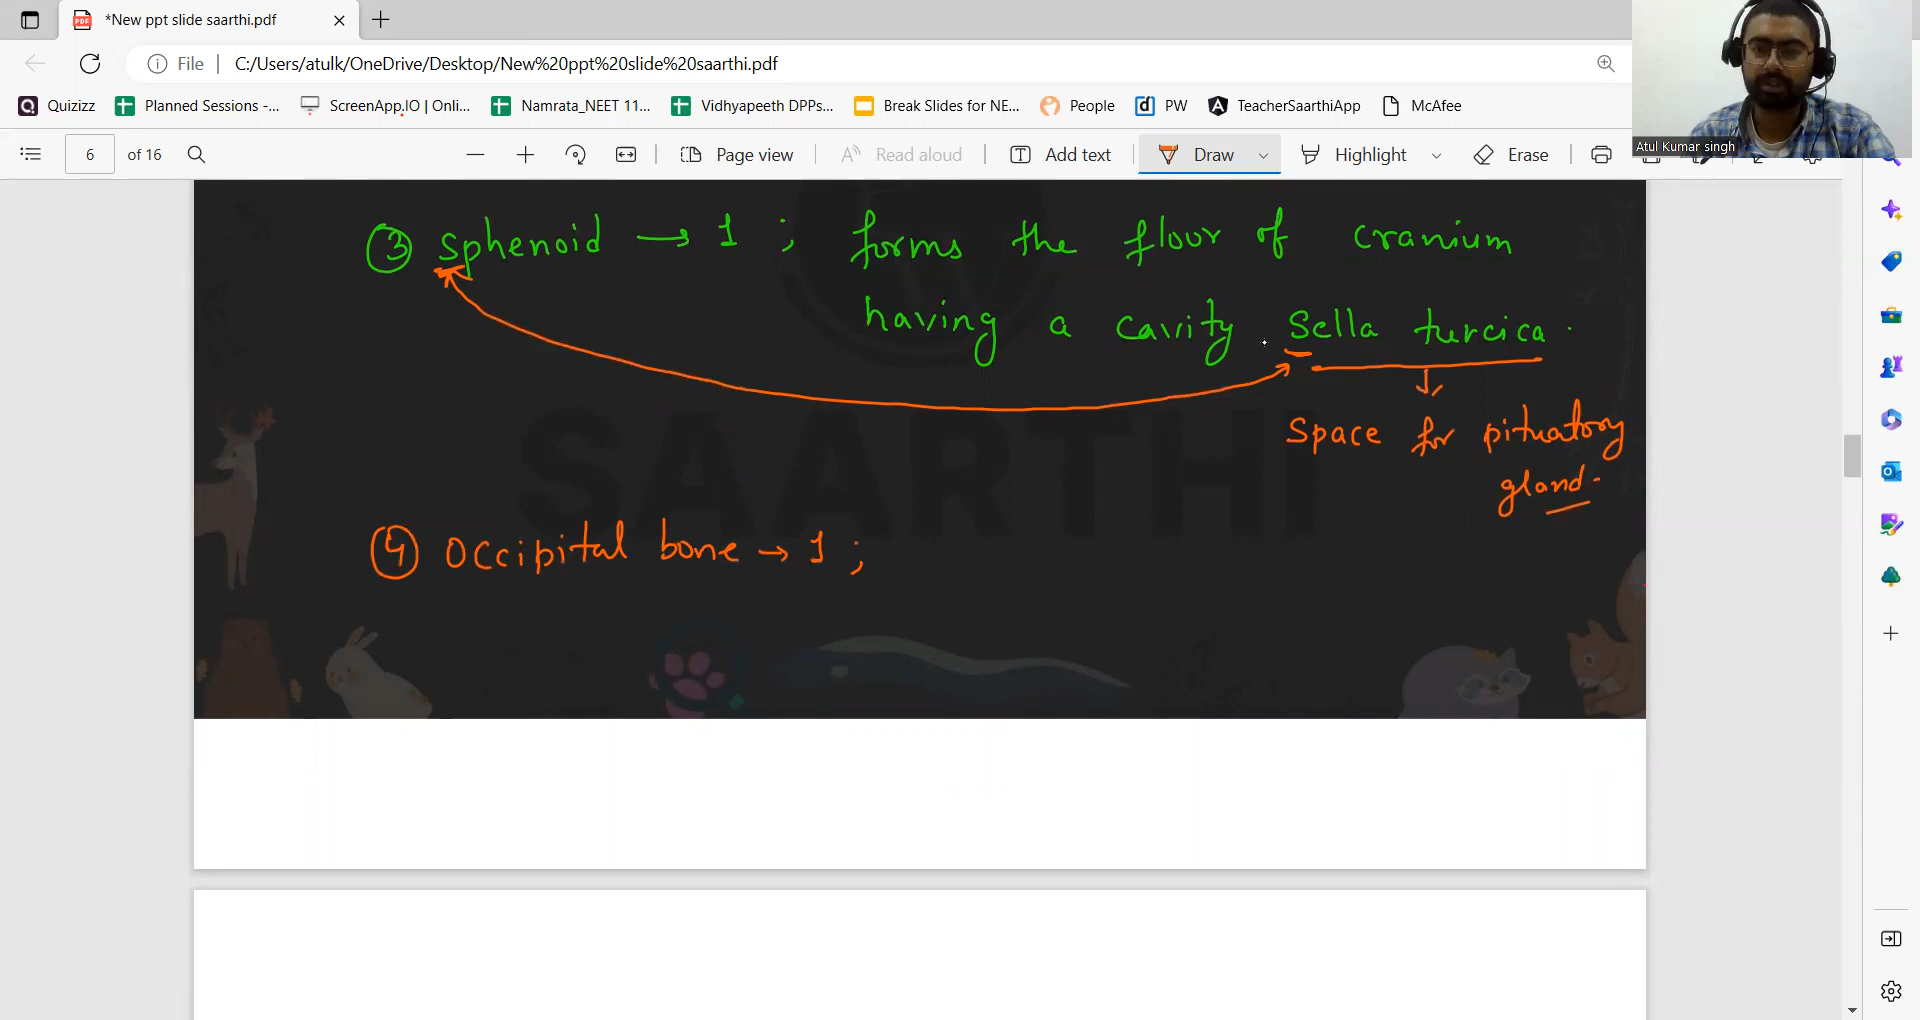 *New ppt slide saarthi.pdf
File | C:/Users/atulk/OneDrive/Desktop/New%20ppt%20slide%20saarthi.pdf
Quizizz Planned Sessions -... ScreenApp.IO | Onli... Namrata_NEET 11... Vidhyapeeth DPPs... Break Slides for NE... People PW TeacherSaarthiApp McAfee
Atul Kumar singh
6 of 16 Page view Read aloud Add text Draw Highlight Erase
③ Sphenoid → 1 ; forms the floor of cranium
having a cavity. Sella turcica.
Space for pituatory
gland.
SAARTHI
④ Occipital bone → 1 ;